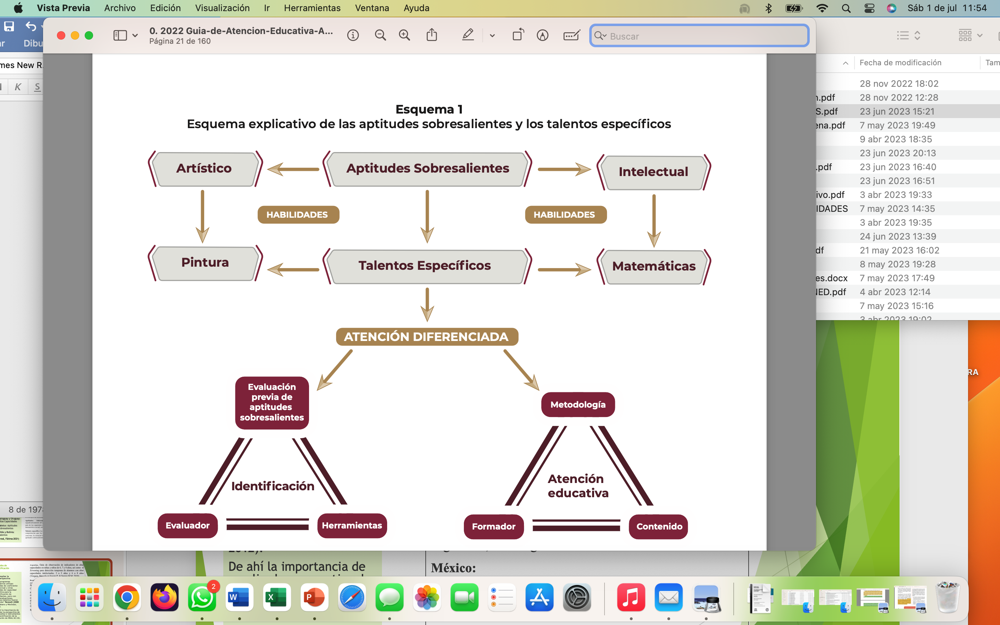 Vista Previa Archivo Edición Visualización Ir Herramientas Ventana Ayuda
Sáb 1 de jul 11:54
Dibu
0. 2022 Guia-de-Atencion-Educativa-A...
Página 21 de 160
Buscar
mes New R.
K S
Esquema 1
Esquema explicativo de las aptitudes sobresalientes y los talentos específicos
Artístico
Aptitudes Sobresalientes
Intelectual
HABILIDADES
HABILIDADES
Pintura
Talentos Específicos
Matemáticas
ATENCIÓN DIFERENCIADA
Evaluación
previa de
aptitudes
sobresalientes
Metodología
Identificación
Atención
educativa
Evaluador
Herramientas
Formador
Contenido
Fecha de modificación Tam
28 nov 2022 18:02
n.pdf 28 nov 2022 12:28
S.pdf 23 jun 2023 15:21
ena.pdf 7 may 2023 19:49
9 abr 2023 18:35
23 jun 2023 20:13
.pdf 23 jun 2023 16:40
23 jun 2023 16:51
ivo.pdf 3 abr 2023 19:33
IDADES 7 may 2023 14:35
3 abr 2023 19:35
24 jun 2023 13:39
df 21 may 2023 16:02
8 may 2023 19:28
es.docx 7 may 2023 17:49
NED.pdf 4 abr 2023 12:14
7 may 2023 15:16
3 abr 2023 19:02
RA
8 de 197
2012).
De ahí la importancia de
México:
2